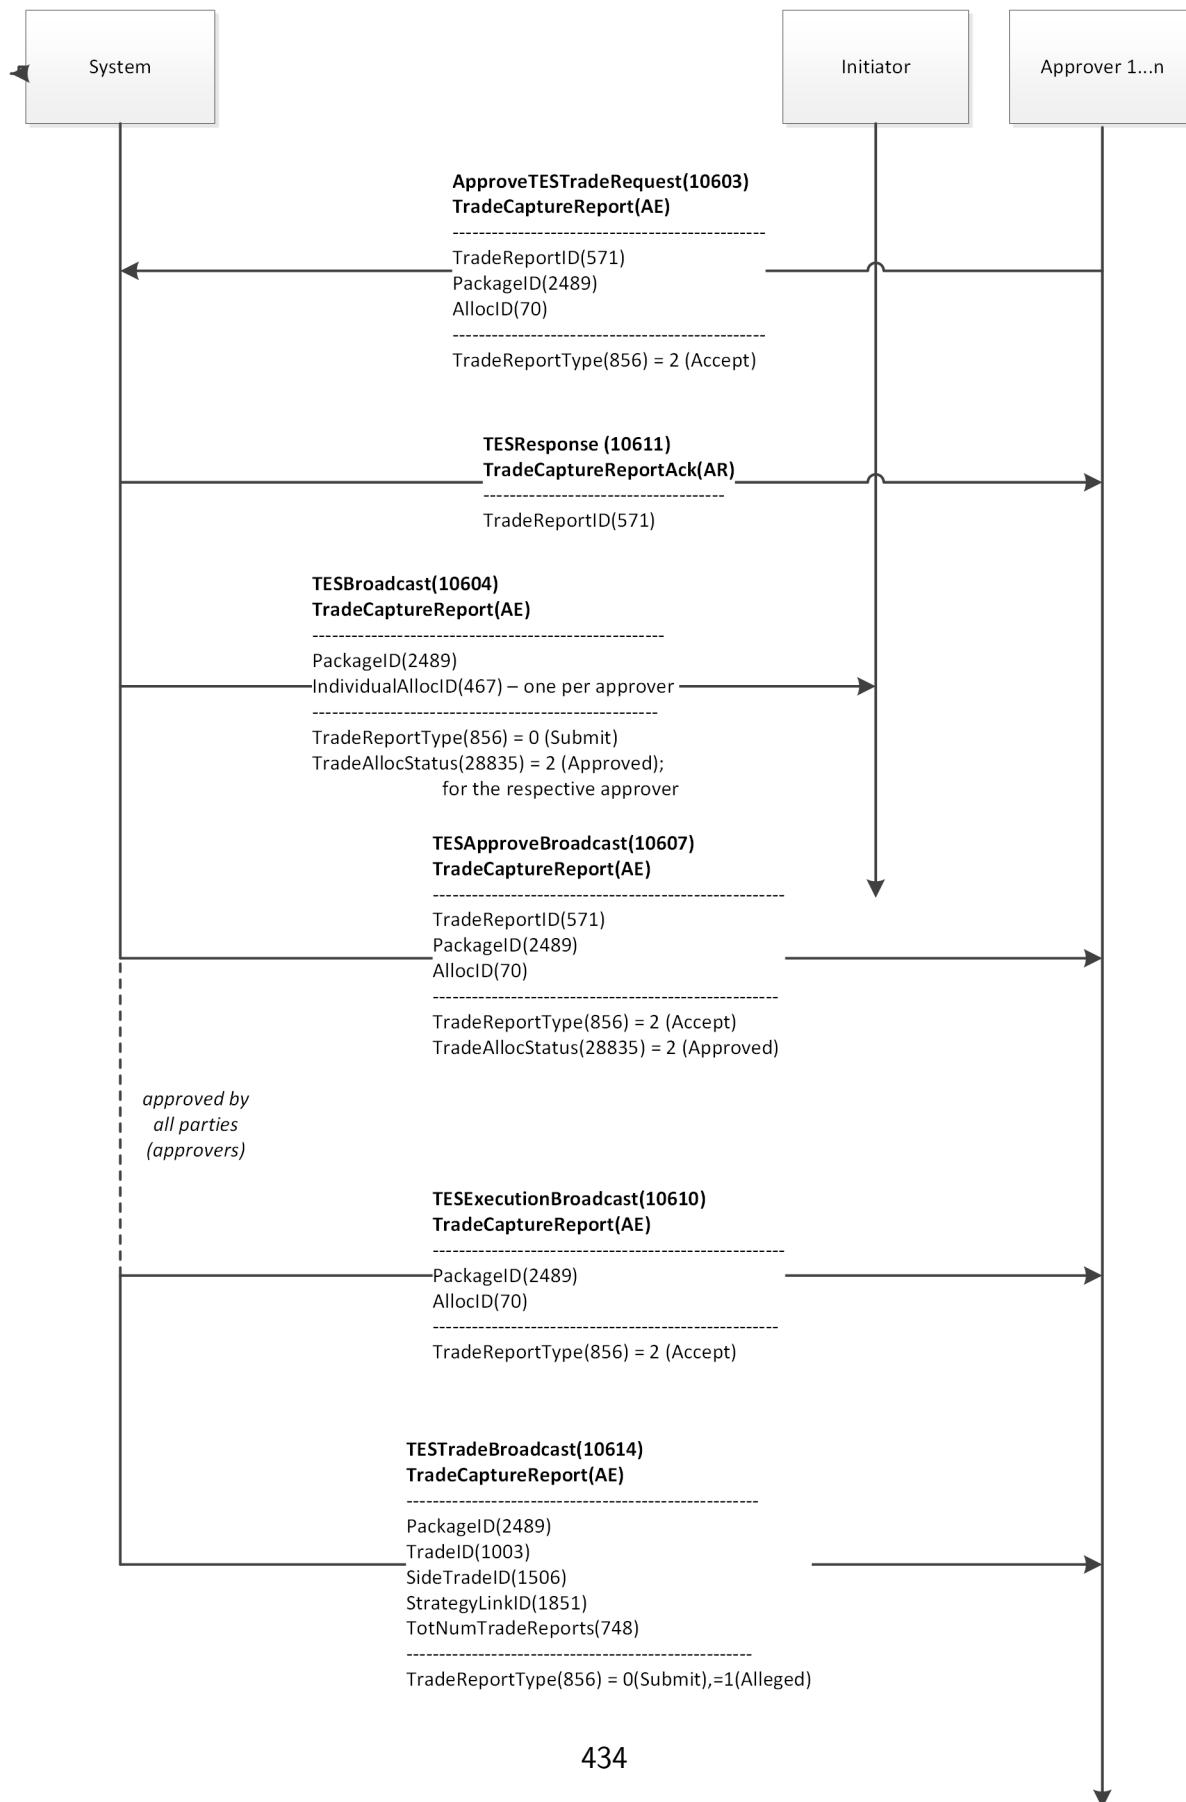 System
Initiator
Approver 1...n
ApproveTESTradeRequest(10603)
TradeCaptureReport(AE)
------------------------------------------------
TradeReportID(571)
PackageID(2489)
AllocID(70)
------------------------------------------------
TradeReportType(856) = 2 (Accept)
TESResponse (10611)
TradeCaptureReportAck(AR)
-------------------------------------
TradeReportID(571)
TESBroadcast(10604)
TradeCaptureReport(AE)
------------------------------------------------------
PackageID(2489)
IndividualAllocID(467) – one per approver
-----------------------------------------------------
TradeReportType(856) = 0 (Submit)
TradeAllocStatus(28835) = 2 (Approved);
for the respective approver
TESApproveBroadcast(10607)
TradeCaptureReport(AE)
------------------------------------------------------
TradeReportID(571)
PackageID(2489)
AllocID(70)
-----------------------------------------------------
TradeReportType(856) = 2 (Accept)
TradeAllocStatus(28835) = 2 (Approved)
approved by
all parties
(approvers)
TESExecutionBroadcast(10610)
TradeCaptureReport(AE)
------------------------------------------------------
PackageID(2489)
AllocID(70)
-----------------------------------------------------
TradeReportType(856) = 2 (Accept)
TESTradeBroadcast(10614)
TradeCaptureReport(AE)
------------------------------------------------------
PackageID(2489)
TradeID(1003)
SideTradeID(1506)
StrategyLinkID(1851)
TotNumTradeReports(748)
-----------------------------------------------------
TradeReportType(856) = 0(Submit),=1(Alleged)
434